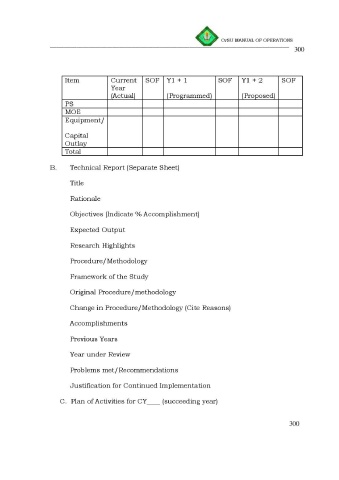 CvSU MANUAL OF OPERATIONS
300
Item Current Year (Actual) SOF Y1 + 1 (Programmed) SOF Y1 + 2 (Proposed) SOF
PS
MOE
Equipment/
Capital
Outlay
Total
B. Technical Report (Separate Sheet)
Title
Rationale
Objectives (Indicate % Accomplishment)
Expected Output
Research Highlights
Procedure/Methodology
Framework of the Study
Original Procedure/methodology
Change in Procedure/Methodology (Cite Reasons)
Accomplishments
Previous Years
Year under Review
Problems met/Recommendations
Justification for Continued Implementation
C. Plan of Activities for CY____ (succeeding year)
300